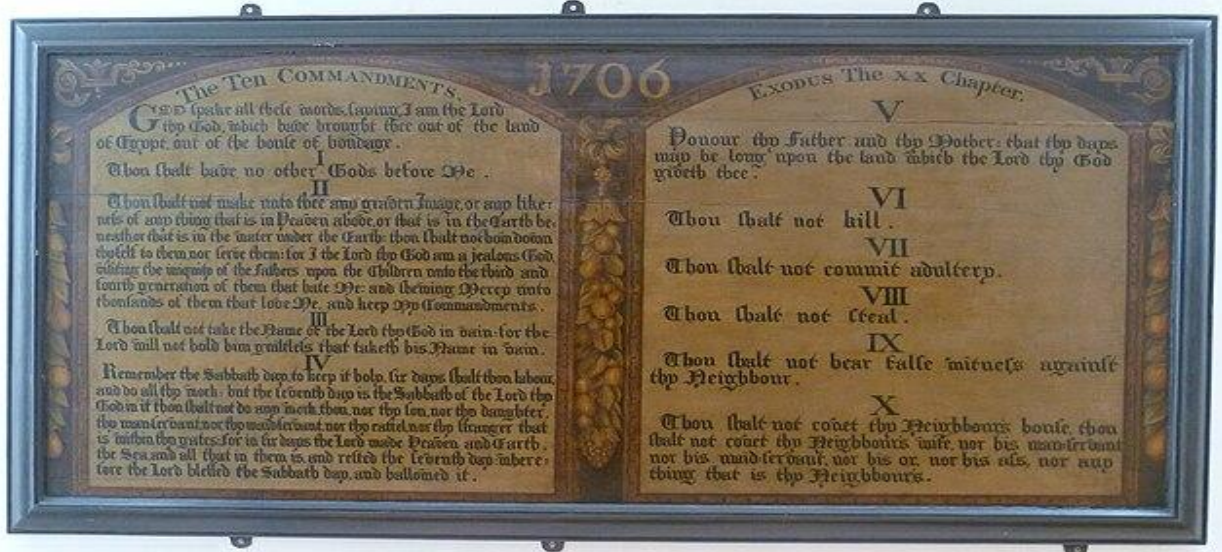 1706
The Ten COMMANDMENTS.
GOD spake all these words, saying, I am the Lord
thy God, which have brought thee out of the land
of Egypt, out of the house of bondage.
I
Thou shalt have no other Gods before Me.
II
Thou shalt not make unto thee any graven Image, or any like-
ness of any thing that is in Heaven above, or that is in the Earth be-
neath or that is in the water under the Earth: thou shalt not bow down
thyself to them nor serve them: for I the Lord thy God am a jealous God
visiting the iniquity of the fathers upon the Children unto the third and
fourth generation of them that hate Me: and shewing Mercy unto
thousands of them that love Me, and keep My Commandments.
III
Thou shalt not take the Name of the Lord thy God in vain: for the
Lord will not hold him guiltless that taketh his Name in vain.
IV
Remember the Sabbath day, to keep it holy, six days shalt thou labour,
and do all thy work: but the seventh day is the Sabbath of the Lord thy
God in it thou shalt not do any work, thou, nor thy son, nor thy daughter,
thy manservant, nor thy maidservant, nor thy cattel, nor thy stranger that
is within thy gates: for in six days the Lord made Heaven and Earth,
the Sea, and all that in them is, and rested the seventh day: where-
fore the Lord blessed the Sabbath day, and hallowed it.
EXODUS The XX Chapter.
V
Honour thy Father and thy Mother: that thy days
may be long upon the land which the Lord thy God
giveth thee:
VI
Thou shalt not kill.
VII
Thou shalt not commit adultery.
VIII
Thou shalt not steal.
IX
Thou shalt not bear false witness against
thy Neighbour.
X
Thou shalt not covet thy Neighbours house, thou
shalt not covet thy Neighbours wife, nor his man-servant
nor his maid-servant, nor his ox, nor his ass, nor any
thing that is thy Neighbours.